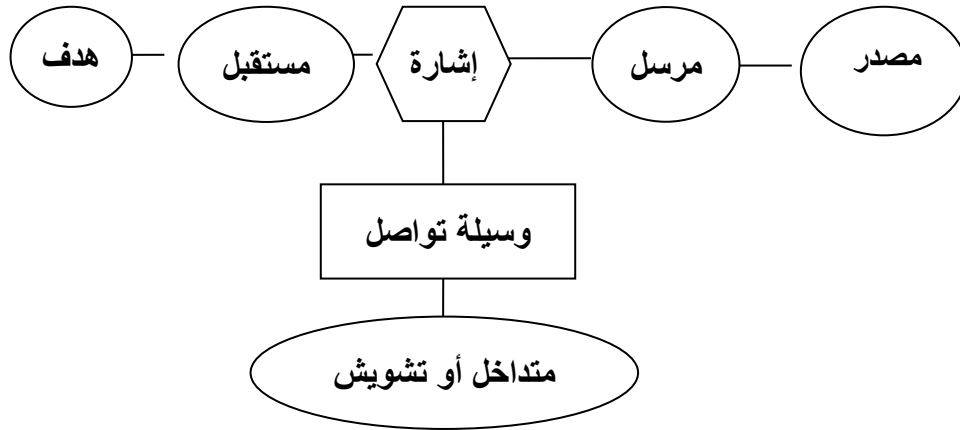 مصدر
مرسل
إشارة
مستقبل
هدف
وسيلة تواصل
متداخل أو تشويش